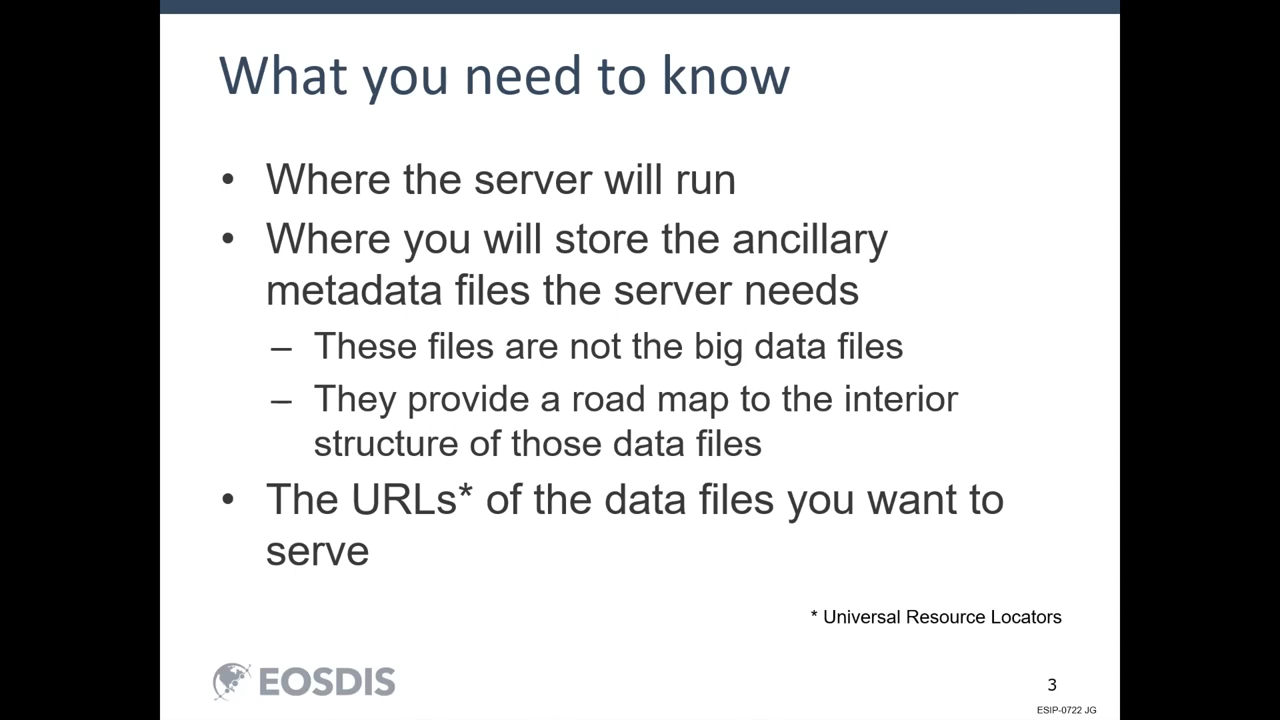 What you need to know
• Where the server will run
• Where you will store the ancillary
metadata files the server needs
– These files are not the big data files
– They provide a road map to the interior
structure of those data files
• The URLs* of the data files you want to
serve
* Universal Resource Locators
EOSDIS
3
ESIP-0722 JG